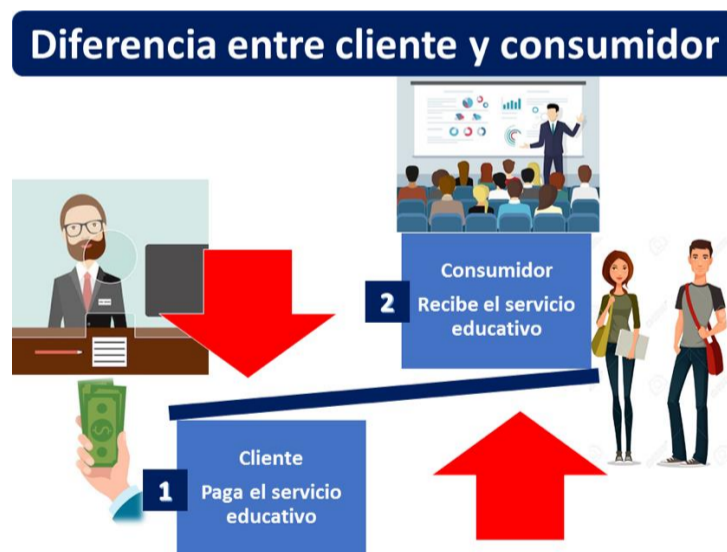 Diferencia entre cliente y consumidor
Consumidor
2
Recibe el servicio
educativo
Cliente
1
Paga el servicio
educativo